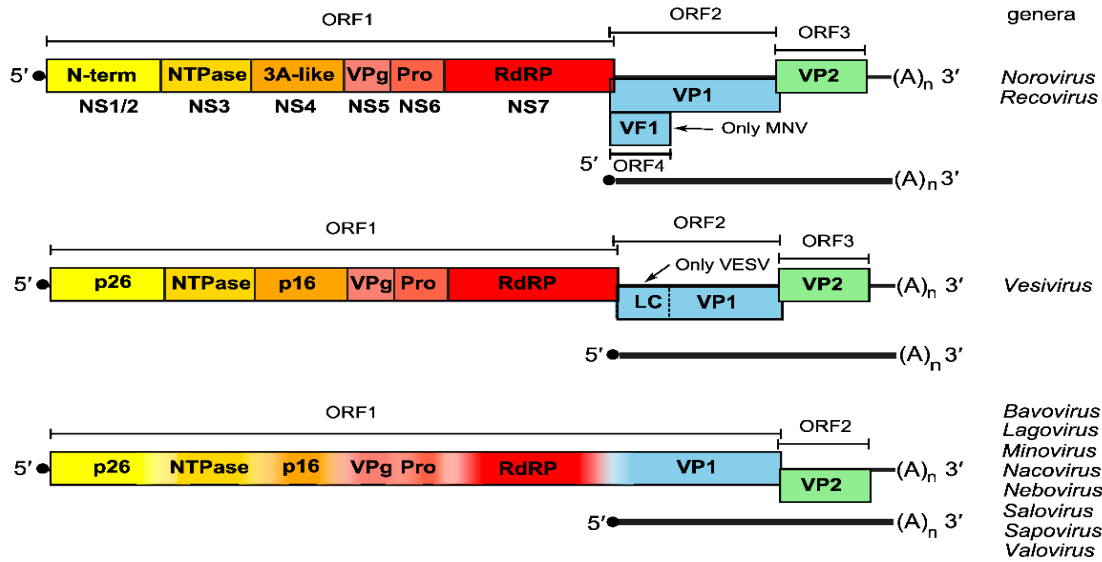 ORF1
ORF2
genera
ORF3
5′ N-term NTPase 3A-like VPg Pro RdRP VP2 (A)n 3′ Norovirus
NS1/2 NS3 NS4 NS5 NS6 NS7 VP1 Recovirus
VF1 Only MNV
5′ ORF4
(A)n 3′
ORF1 ORF2
ORF3
Only VESV
5′ p26 NTPase p16 VPg Pro RdRP VP2 (A)n 3′ Vesivirus
LC VP1
5′ (A)n 3′
ORF1 Bavovirus
ORF2 Lagovirus
Minovirus
5′ p26 NTPase p16 VPg Pro RdRP VP1 (A)n 3′ Nacovirus
VP2 Nebovirus
Salovirus
5′ (A)n 3′ Sapovirus
Valovirus